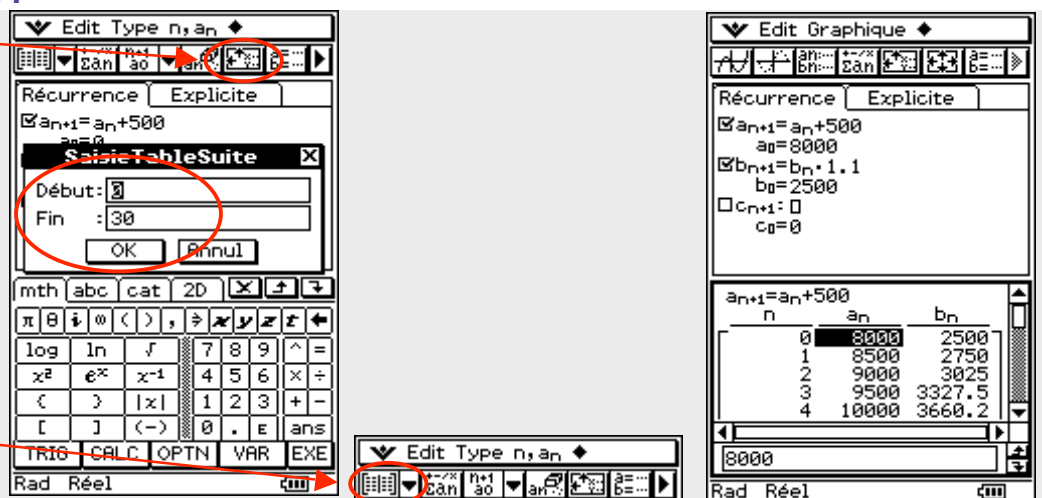 Edit Type n,an ◆
Récurrence Explicite
an+1=an+500
a0=0
SaisieTableSuite X
Début: 0
Fin : 30
OK Annul
mth abc cat 2D
π θ i ∞ ( ) , ⇒ x y z t ←
log ln √ 7 8 9 ^ =
x² eˣ x⁻¹ 4 5 6 × ÷
( ) |x| 1 2 3 + −
[ ] (−) 0 . E ans
TRIG CALC OPTN VAR EXE
Rad Réel
Edit Type n,an ◆
Edit Graphique ◆
Récurrence Explicite
an+1=an+500
a0=8000
bn+1=bn·1.1
b0=2500
cn+1:
c0=0
an+1=an+500
n an bn
0 8000 2500
1 8500 2750
2 9000 3025
3 9500 3327.5
4 10000 3660.2
8000
Rad Réel